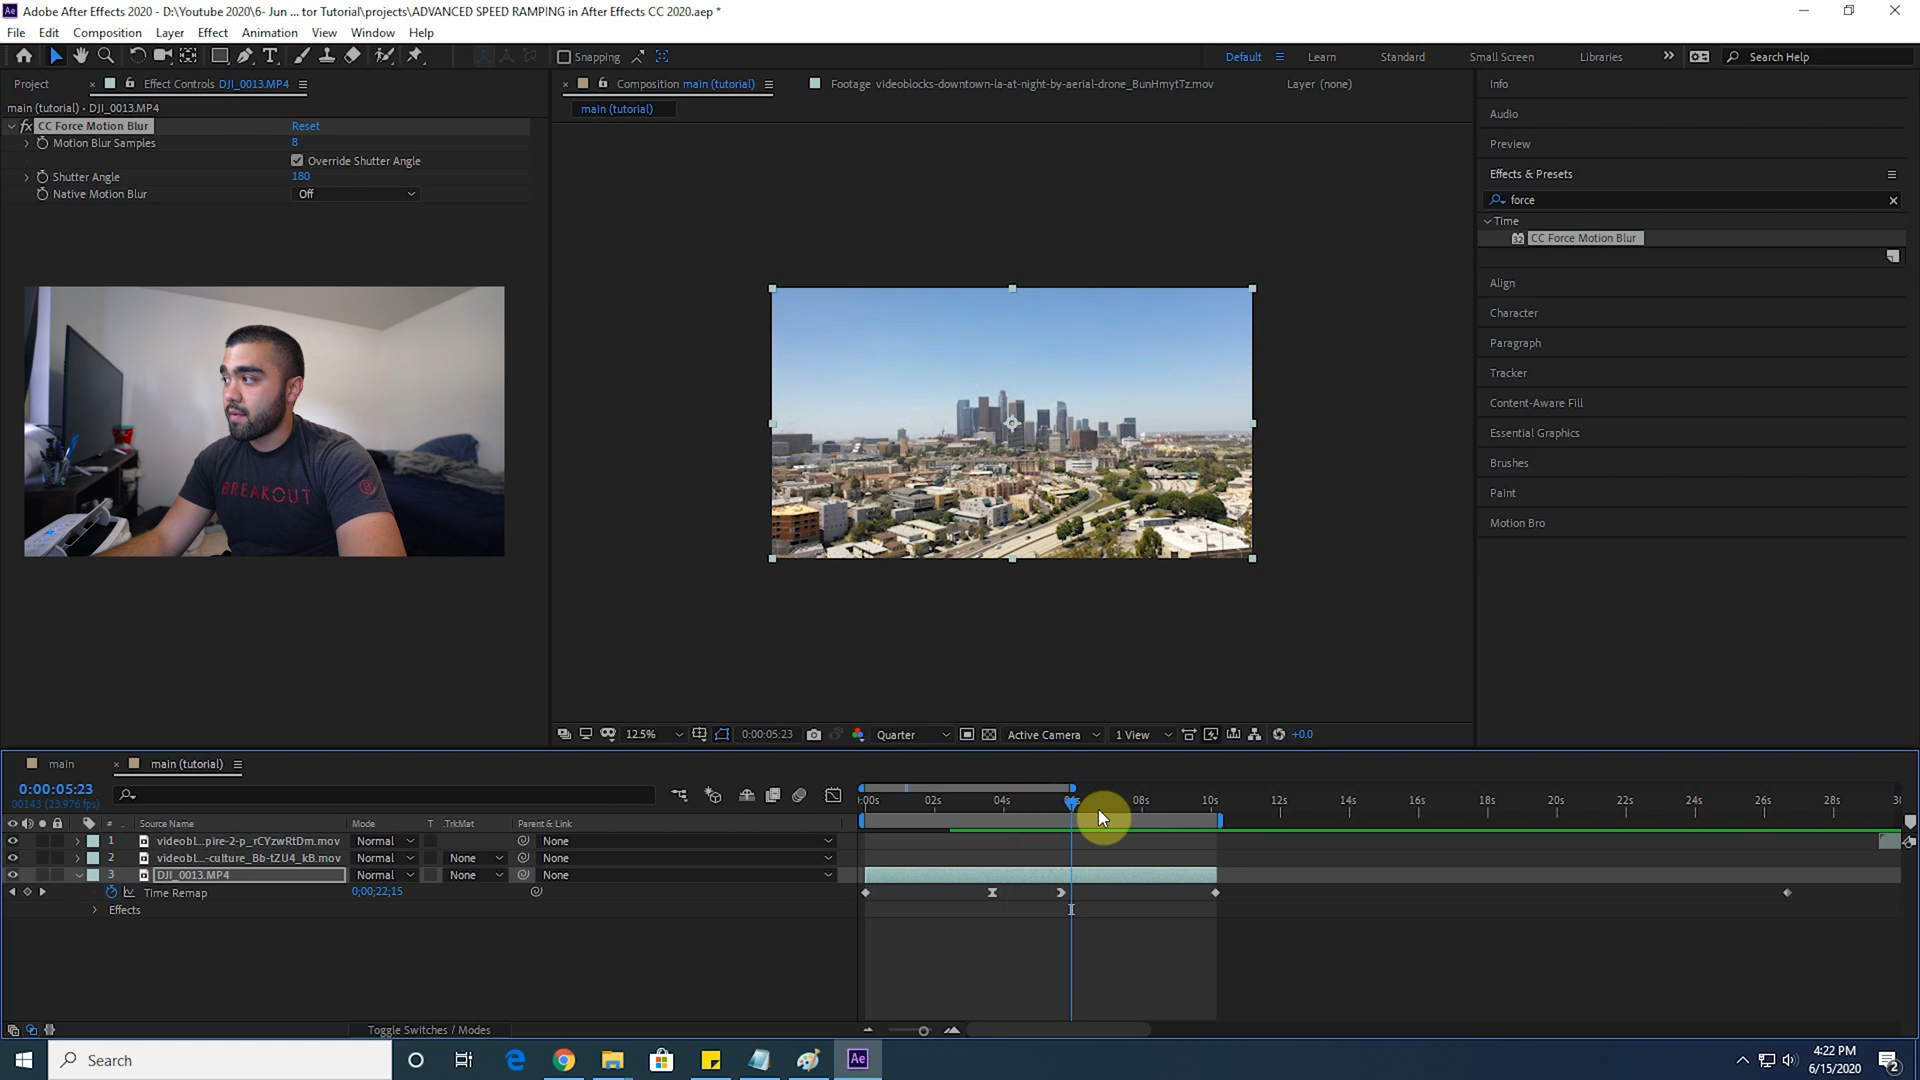 Ae Adobe After Effects 2020 - D:\Youtube 2020\6- Jun ... tor Tutorial\projects\ADVANCED SPEED RAMPING in After Effects CC 2020.aep *
File Edit Composition Layer Effect Animation View Window Help
Snapping Default Learn Standard Small Screen Libraries Search Help
Project Effect Controls DJI_0013.MP4
main (tutorial) · DJI_0013.MP4
fx CC Force Motion Blur Reset
Motion Blur Samples 8
Override Shutter Angle
Shutter Angle 180
Native Motion Blur Off
BREAKOUT
Composition main (tutorial) Footage videoblocks-downtown-la-at-night-by-aerial-drone_BunHmytTz.mov Layer (none)
main (tutorial)
12.5% 0:00:05:23 Quarter Active Camera 1 View +0.0
Info
Audio
Preview
Effects & Presets
force
Time
32 CC Force Motion Blur
Align
Character
Paragraph
Tracker
Content-Aware Fill
Essential Graphics
Brushes
Paint
Motion Bro
main main (tutorial)
0:00:05:23
00143 (23.976 fps)
:00s 02s 04s 08s 10s 12s 14s 16s 18s 20s 22s 24s 26s 28s
# Source Name Mode T .TrkMat Parent & Link
1 videobl...pire-2-p_rCYzwRtDm.mov Normal None
2 videobl...-culture_Bb-tZU4_kB.mov Normal None None
3 DJI_0013.MP4 Normal None None
Time Remap 0;00;22;15
Effects
Toggle Switches / Modes
Search Ae 4:22 PM
6/15/2020 2